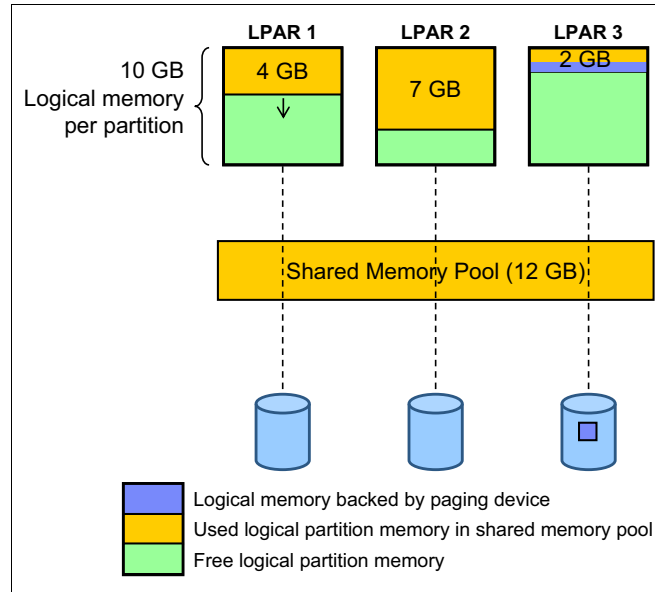 LPAR 1 LPAR 2 LPAR 3
10 GB
Logical memory
per partition
4 GB
7 GB
2 GB
Shared Memory Pool (12 GB)
Logical memory backed by paging device
Used logical partition memory in shared memory pool
Free logical partition memory